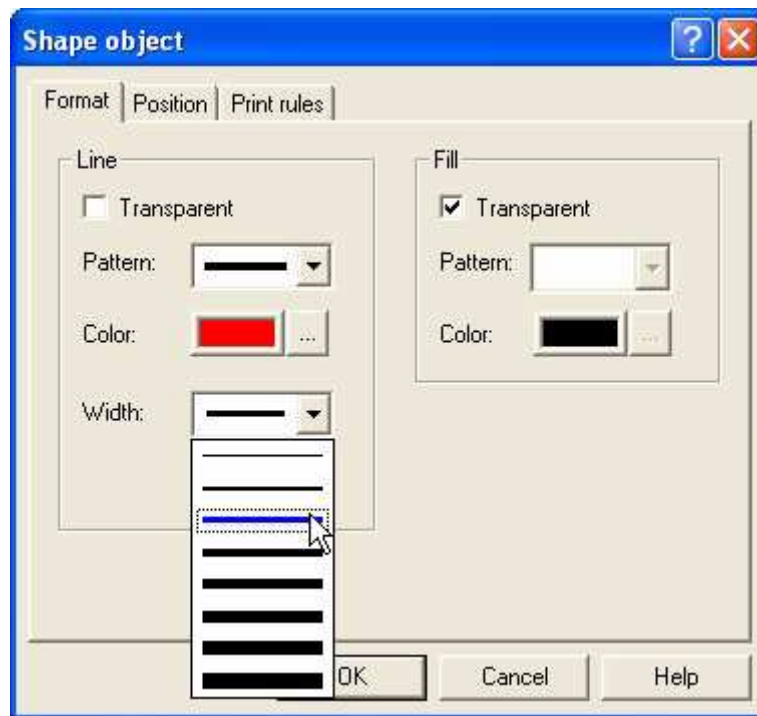 Shape object
Format Position Print rules
Line
Transparent
Pattern:
Color:
...
Width:
Fill
Transparent
Pattern:
Color:
...
OK Cancel Help